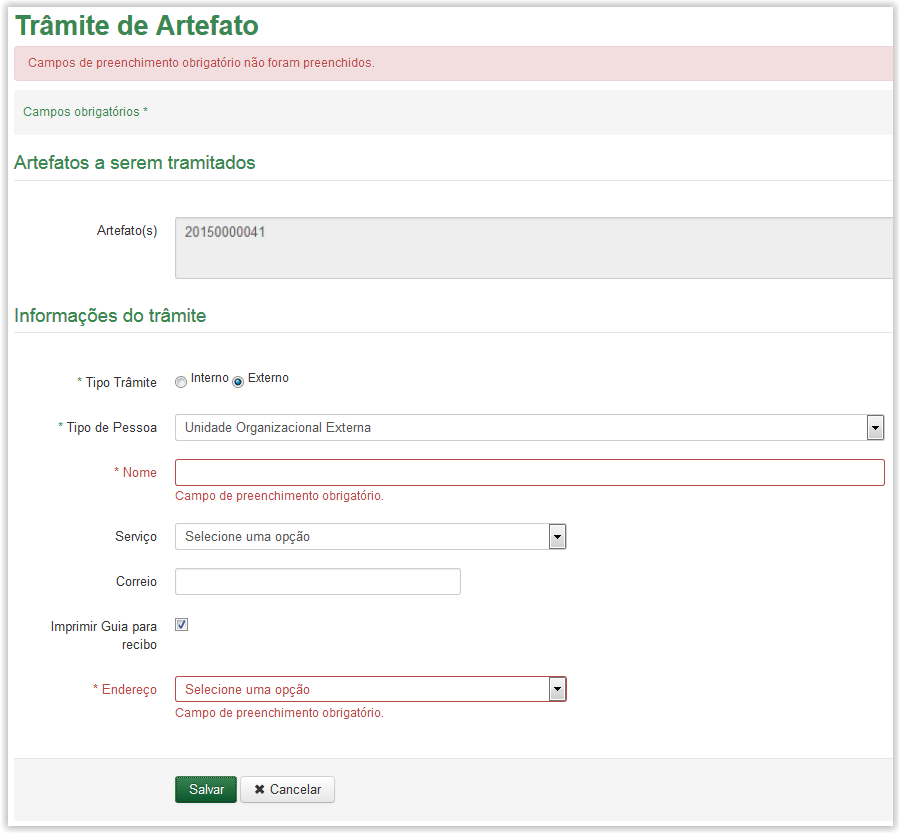 Trâmite de Artefato
Campos de preenchimento obrigatório não foram preenchidos.
Campos obrigatórios *
Artefatos a serem tramitados
Artefato(s)
20150000041
Informações do trâmite
* Tipo Trâmite
Interno
Externo
* Tipo de Pessoa
Unidade Organizacional Externa
* Nome
Campo de preenchimento obrigatório.
Serviço
Selecione uma opção
Correio
Imprimir Guia para
recibo
* Endereço
Selecione uma opção
Campo de preenchimento obrigatório.
Salvar
✖ Cancelar